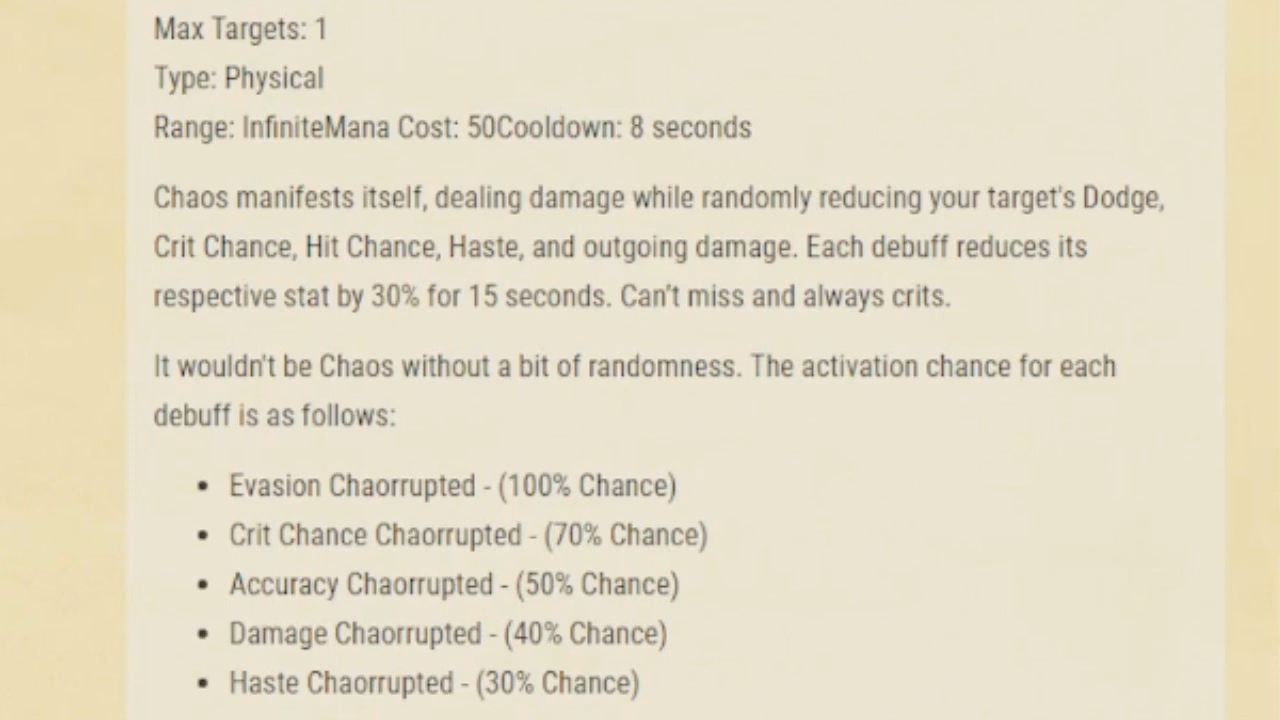 Max Targets: 1
Type: Physical
Range: InfiniteMana Cost: 50Cooldown: 8 seconds
Chaos manifests itself, dealing damage while randomly reducing your target's Dodge,
Crit Chance, Hit Chance, Haste, and outgoing damage. Each debuff reduces its
respective stat by 30% for 15 seconds. Can't miss and always crits.
It wouldn't be Chaos without a bit of randomness. The activation chance for each
debuff is as follows:
• Evasion Chaorrupted - (100% Chance)
• Crit Chance Chaorrupted - (70% Chance)
• Accuracy Chaorrupted - (50% Chance)
• Damage Chaorrupted - (40% Chance)
• Haste Chaorrupted - (30% Chance)